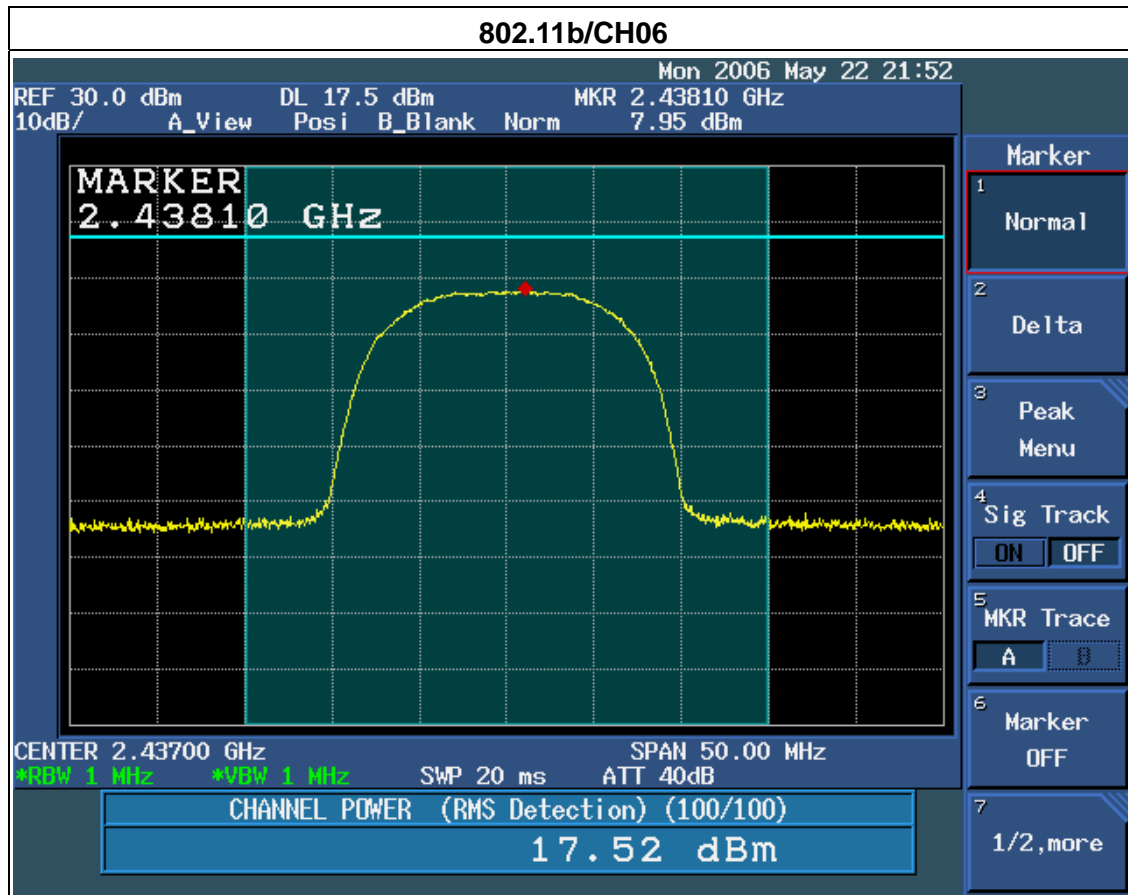 802.11b/CH06
Mon 2006 May 22 21:52
REF 30.0 dBm DL 17.5 dBm MKR 2.43810 GHz
10dB/ A_View Posi B_Blank Norm 7.95 dBm
MARKER
2.43810 GHz
CENTER 2.43700 GHz SPAN 50.00 MHz
*RBW 1 MHz *VBW 1 MHz SWP 20 ms ATT 40dB
CHANNEL POWER (RMS Detection) (100/100)
17.52 dBm
Marker
1
Normal
2
Delta
3
Peak
Menu
4
Sig Track
ON OFF
5
MKR Trace
A B
6
Marker
OFF
7
1/2,more